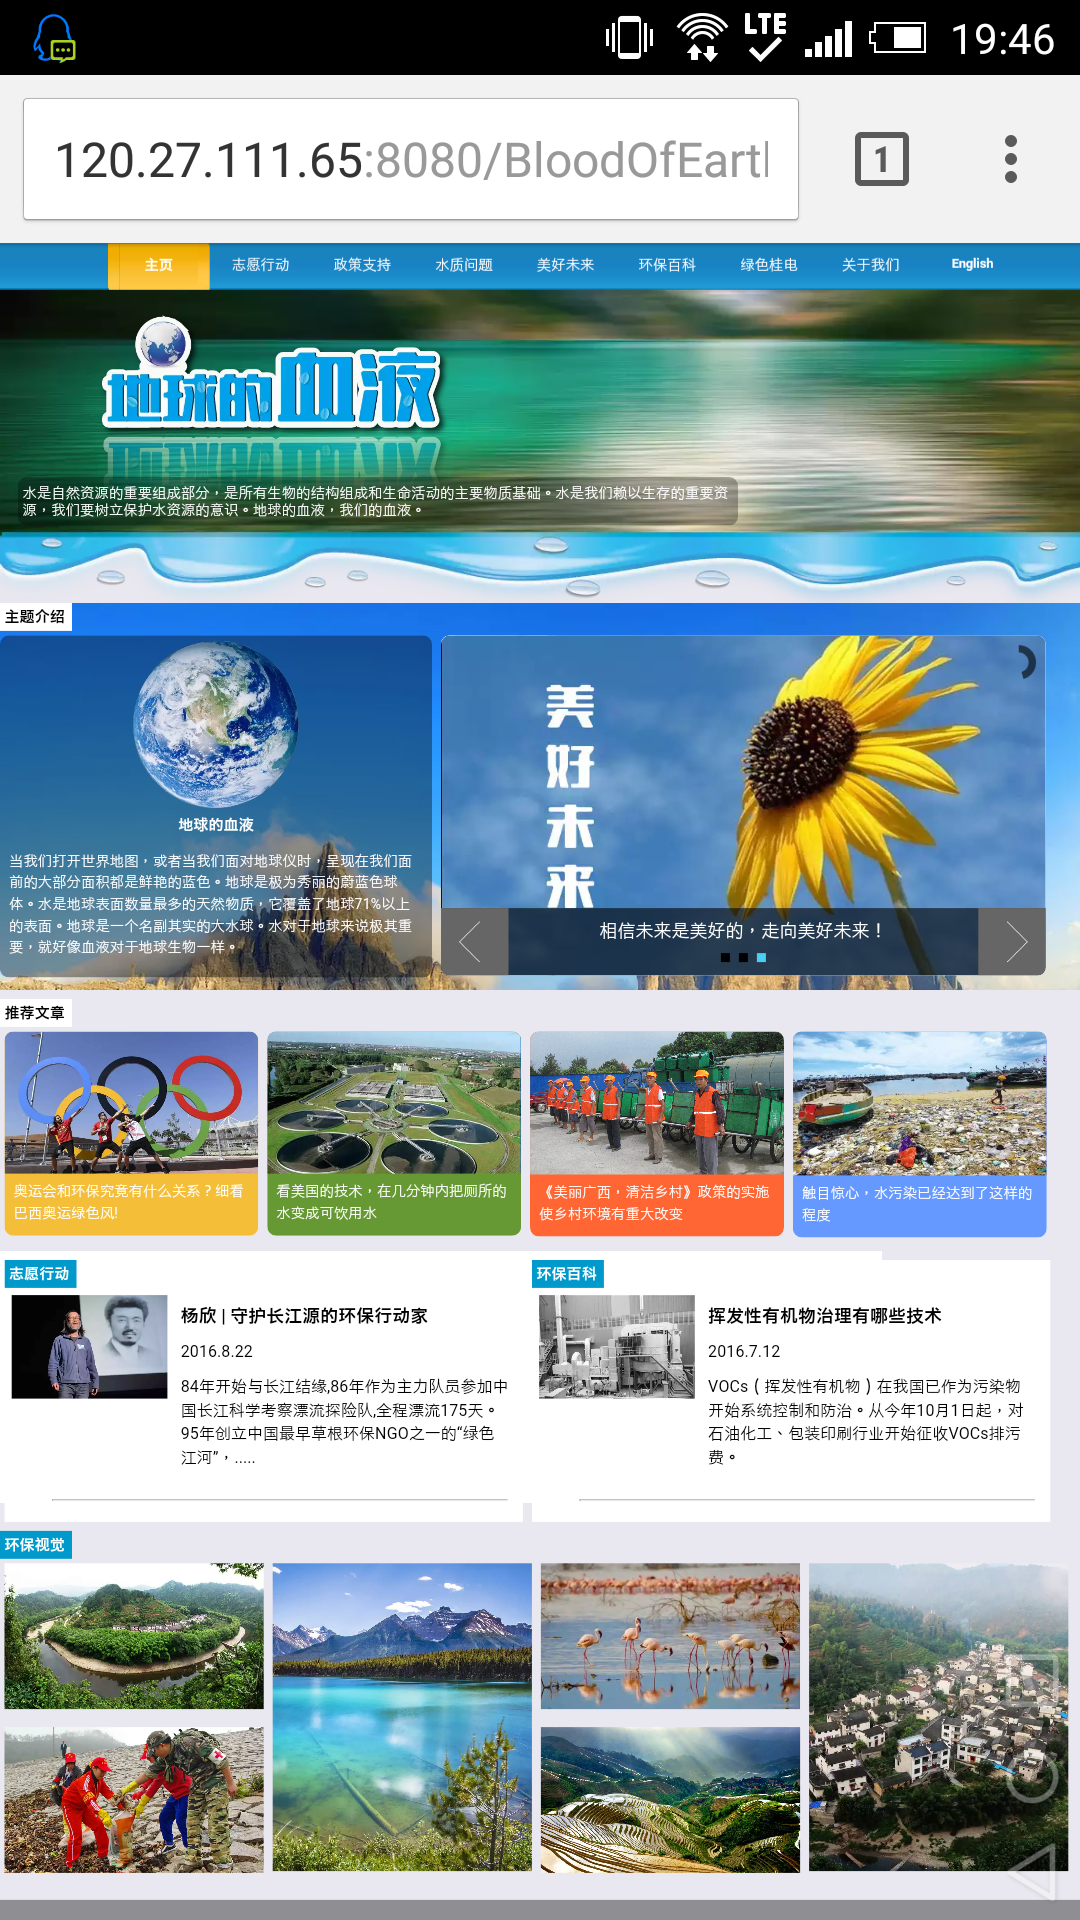 LTE
19:46
120.27.111.65:8080/BloodOfEart
1
主页 志愿行动 政策支持 水质问题 美好未来 环保百科 绿色桂电 关于我们 English
地球的血液
水是自然资源的重要组成部分，是所有生物的结构组成和生命活动的主要物质基础。水是我们赖以生存的重要资
源，我们要树立保护水资源的意识。地球的血液，我们的血液。
主题介绍
地球的血液
当我们打开世界地图，或者当我们面对地球仪时，呈现在我们面
前的大部分面积都是鲜艳的蓝色。地球是极为秀丽的蔚蓝色球
体。水是地球表面数量最多的天然物质，它覆盖了地球71%以上
的表面。地球是一个名副其实的大水球。水对于地球来说极其重
要，就好像血液对于地球生物一样。
美好未来
相信未来是美好的，走向美好未来！
推荐文章
奥运会和环保究竟有什么关系？细看
巴西奥运绿色风!
看美国的技术，在几分钟内把厕所的
水变成可饮用水
《美丽广西，清洁乡村》政策的实施
使乡村环境有重大改变
触目惊心，水污染已经达到了这样的
程度
志愿行动
杨欣 | 守护长江源的环保行动家
2016.8.22
84年开始与长江结缘,86年作为主力队员参加中
国长江科学考察漂流探险队,全程漂流175天。
95年创立中国最早草根环保NGO之一的“绿色
江河”，.....
环保百科
挥发性有机物治理有哪些技术
2016.7.12
VOCs（挥发性有机物）在我国已作为污染物
开始系统控制和防治。从今年10月1日起，对
石油化工、包装印刷行业开始征收VOCs排污
费。
环保视觉